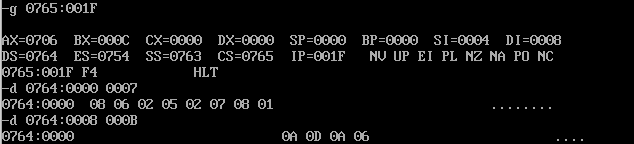 -g 0765:001F
AX=0706  BX=000C  CX=0000  DX=0000  SP=0000  BP=0000  SI=0004  DI=0008
DS=0764  ES=0754  SS=0763  CS=0765  IP=001F   NV UP EI PL NZ NA PO NC
0765:001F F4            HLT
-d 0764:0000 0007
0764:0000  08 06 02 05 02 07 08 01                           ........
-d 0764:0008 000B
0764:0000                          0A 0D 0A 06                       ....